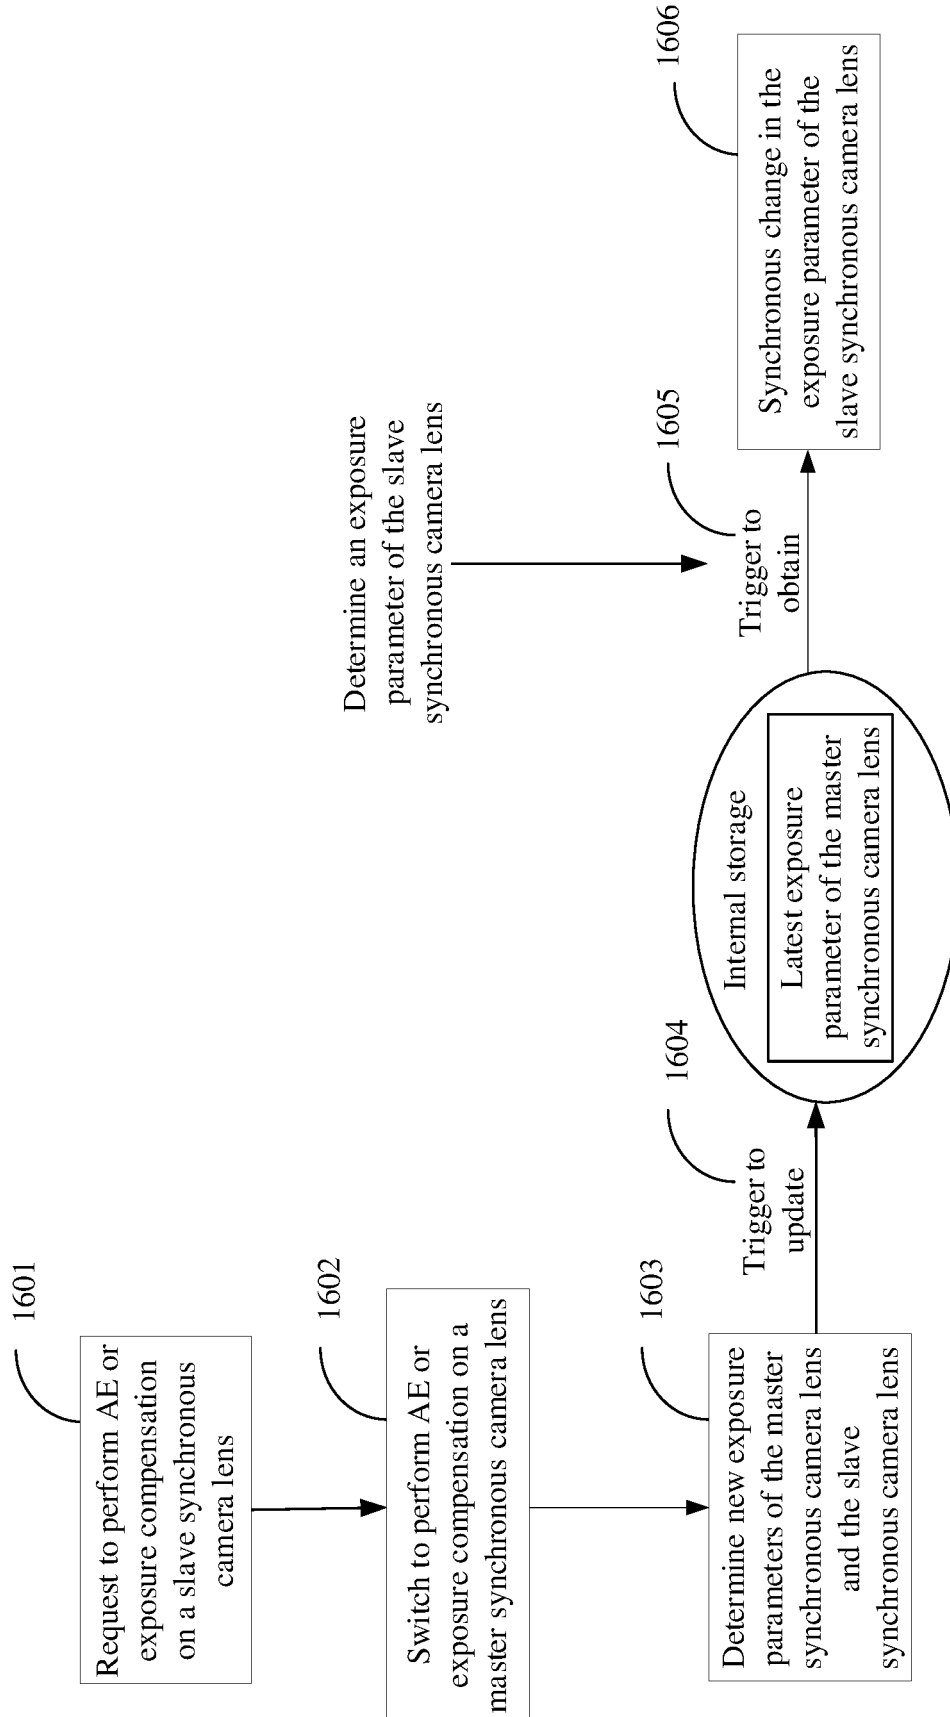 1601
Request to perform AE or
exposure compensation
on a slave synchronous
camera lens
1602
Switch to perform AE or
exposure compensation on a
master synchronous camera lens
1603
Determine new exposure
parameters of the master
synchronous camera lens
and the slave
synchronous camera lens
1604
Trigger to
update
Internal storage
Latest exposure
parameter of the master
synchronous camera lens
Determine an exposure
parameter of the slave
synchronous camera lens
1605
Trigger to
obtain
1606
Synchronous change in the
exposure parameter of the
slave synchronous camera lens